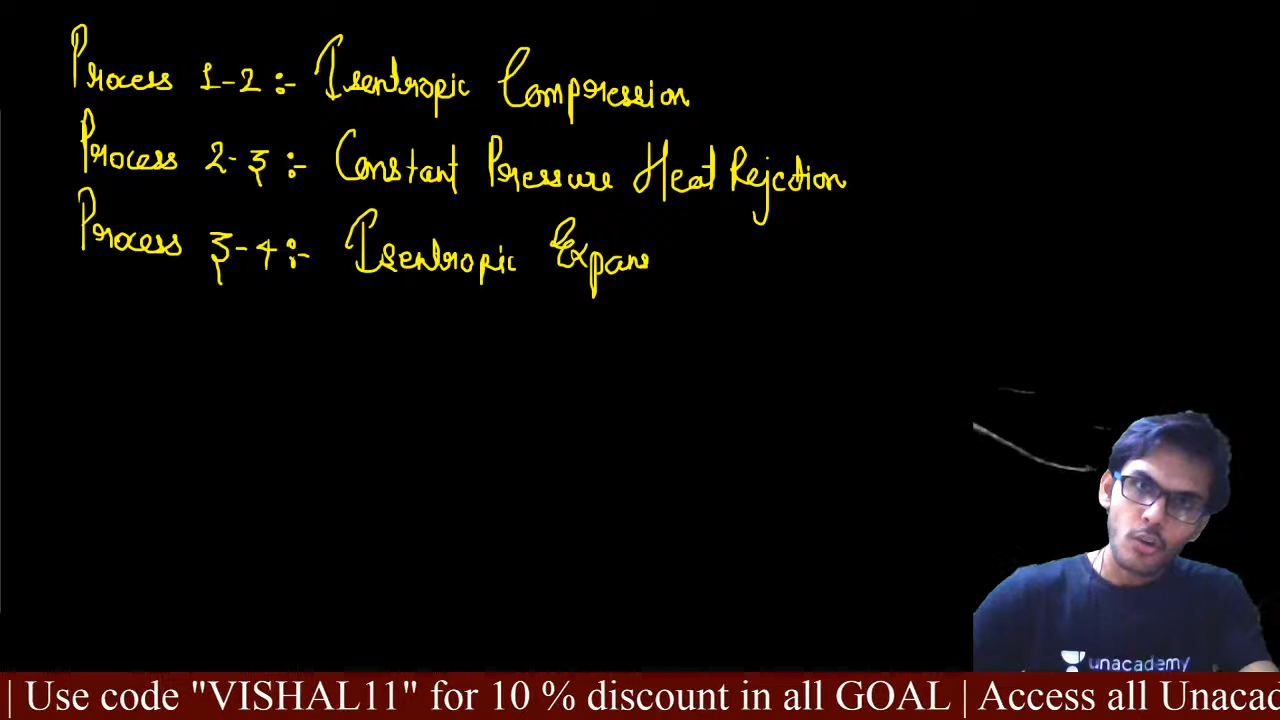 Process 1-2 :- Isentropic Compression
Process 2-3 :- Constant Pressure Heat Rejction
Process 3-4 :- Isentropic Expans
unacademy
| Use code "VISHAL11" for 10 % discount in all GOAL | Access all Unacad